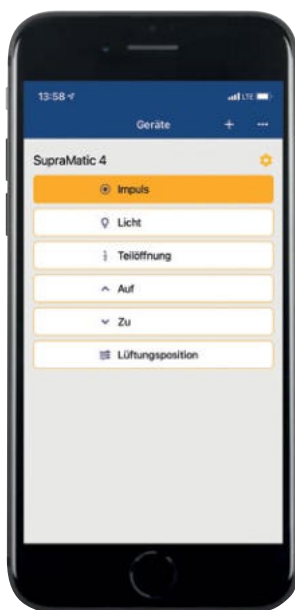 13:58
LTE
Geräte
SupraMatic 4
Impuls
Licht
Teilöffnung
Auf
Zu
Lüftungsposition